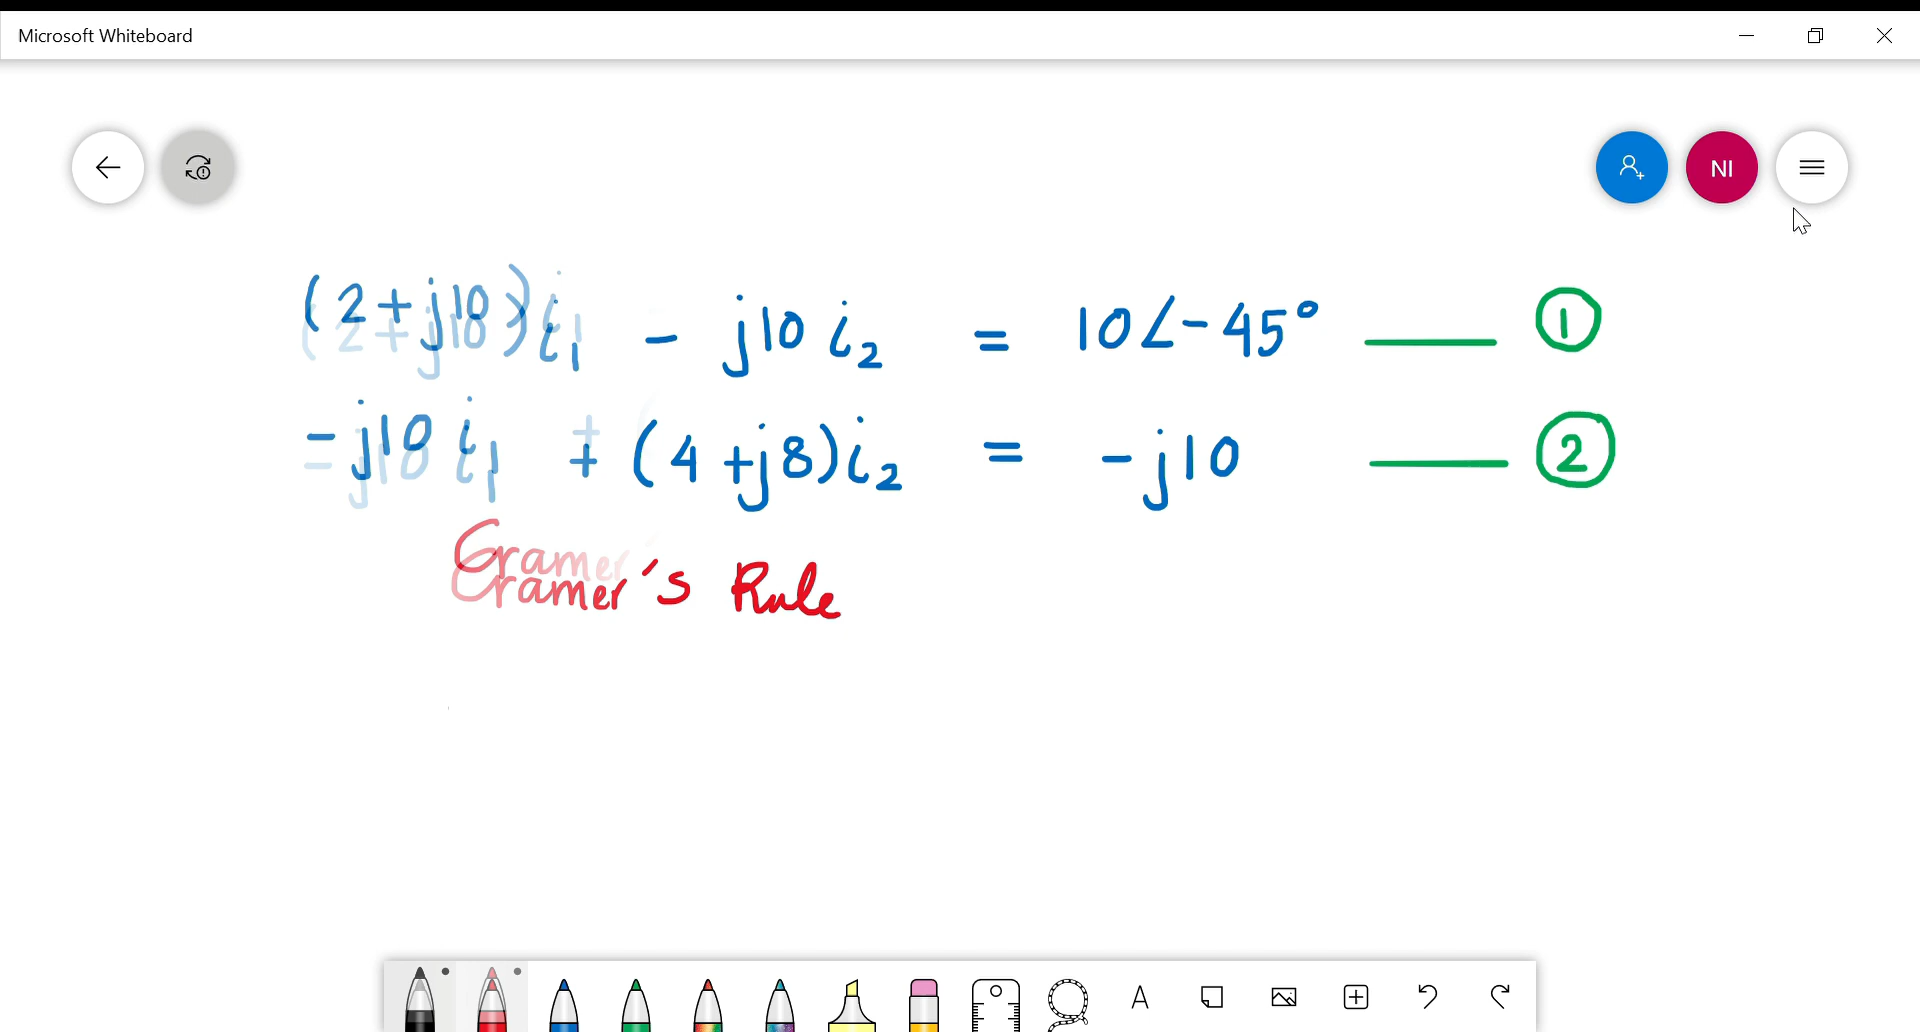 Microsoft Whiteboard
NI
(2+j10)i₁ - j10 i₂ = 10∠-45° —— ①
-j10 i₁ + (4+j8)i₂ = -j10 —— ②
Cramer's Rule
A